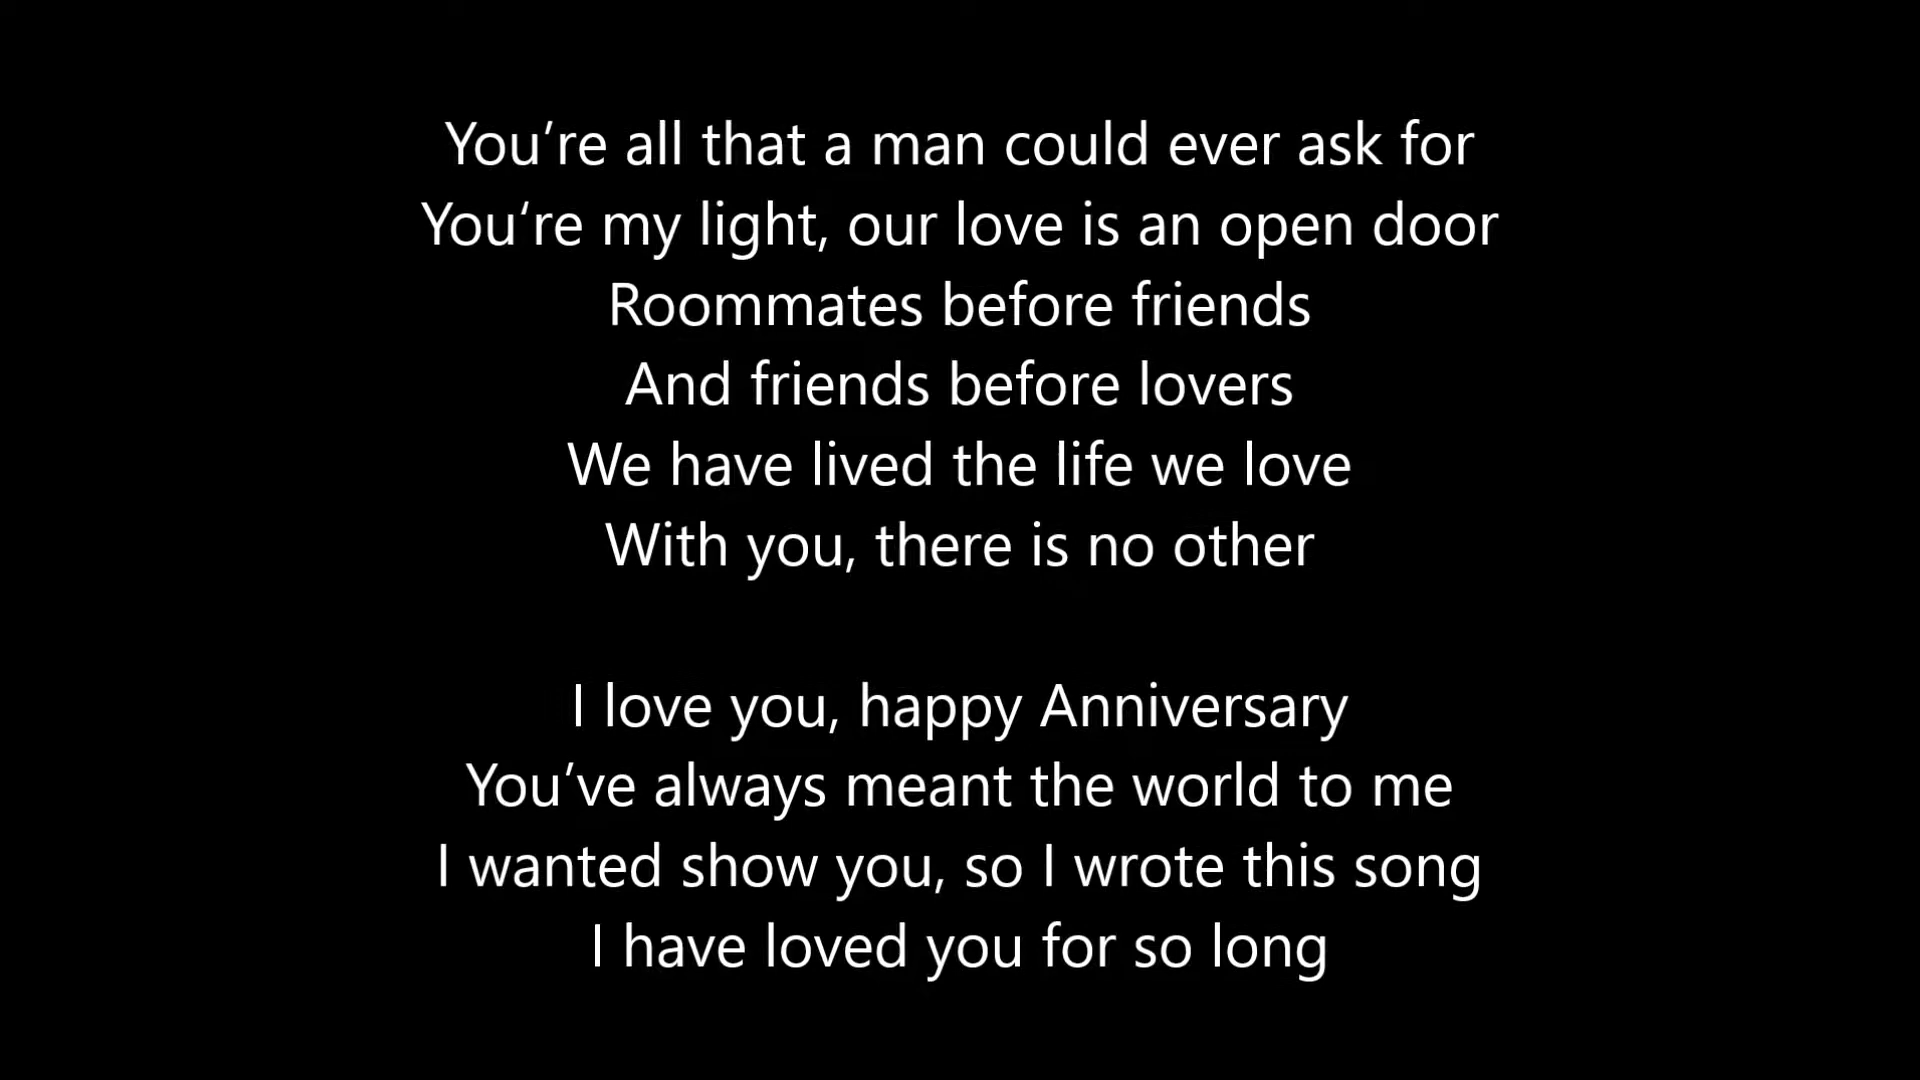 You’re all that a man could ever ask for
You‘re my light, our love is an open door
Roommates before friends
And friends before lovers
We have lived the life we love
With you, there is no other
I love you, happy Anniversary
You’ve always meant the world to me
I wanted show you, so I wrote this song
I have loved you for so long